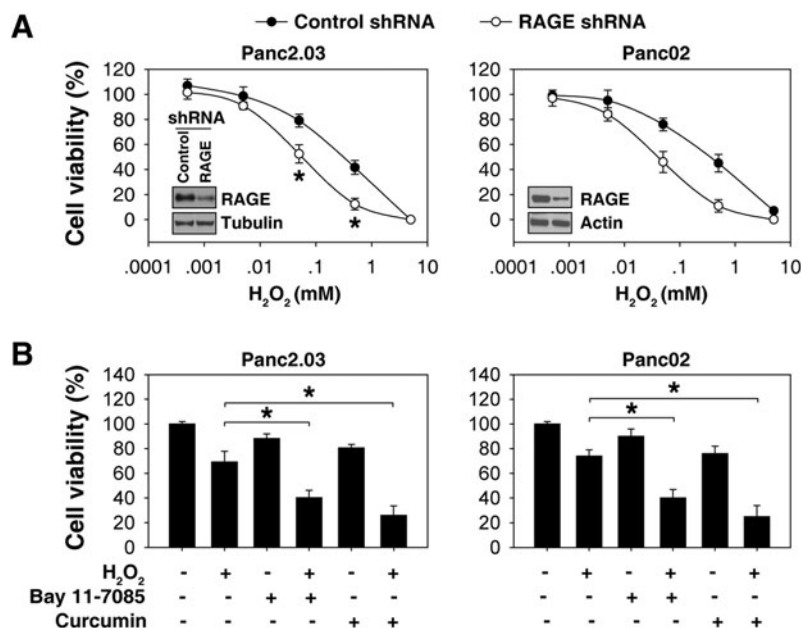 A
Control shRNA
RAGE shRNA
Panc2.03
Panc02
Cell viability (%)
120
100
80
60
40
20
0
shRNA
Control
RAGE
RAGE
Tubulin
*
*
.0001 .001 .01 .1 1 10
H₂O₂ (mM)
120
100
80
60
40
20
0
RAGE
Actin
.0001 .001 .01 .1 1 10
H₂O₂ (mM)
B
Panc2.03
Panc02
Cell viability (%)
140
120
100
80
60
40
20
0
*
*
140
120
100
80
60
40
20
0
*
*
H₂O₂ - + - + - + - + - + - +
Bay 11-7085 - - + + - - - - + + - -
Curcumin - - - - + + - - - - + +